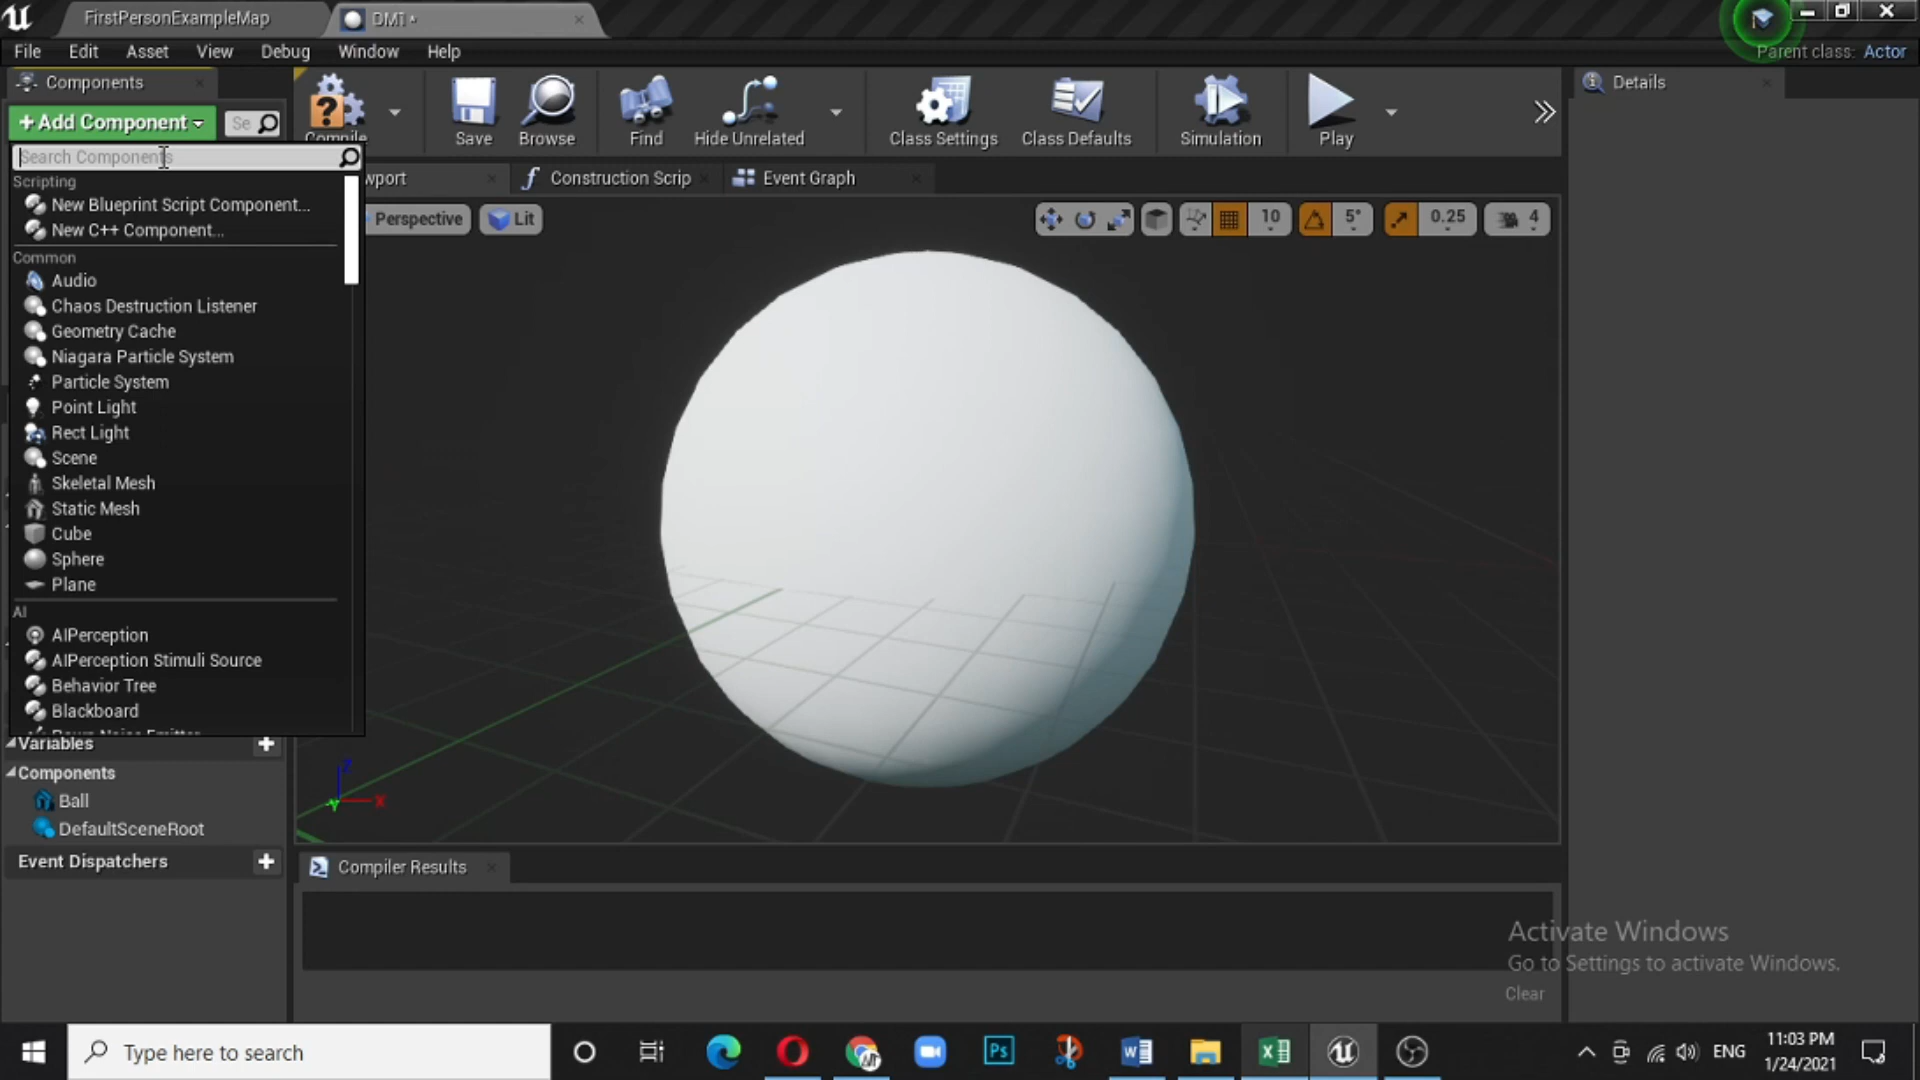 FirstPersonExampleMap
DM1*
File Edit Asset View Debug Window Help
Parent class: Actor
Components
+Add Component
Se
Compile
Save
Browse
Find
Hide Unrelated
Class Settings
Class Defaults
Simulation
Play
Details
Search Components
wport
Construction Scrip
Event Graph
Perspective
Lit
10
5°
0.25
4
Scripting
New Blueprint Script Component...
New C++ Component...
Common
Audio
Chaos Destruction Listener
Geometry Cache
Niagara Particle System
Particle System
Point Light
Rect Light
Scene
Skeletal Mesh
Static Mesh
Cube
Sphere
Plane
AI
AIPerception
AIPerception Stimuli Source
Behavior Tree
Blackboard
Variables
Components
Ball
DefaultSceneRoot
Event Dispatchers
Z
X
Y
Compiler Results
Activate Windows
Go to Settings to activate Windows.
Clear
Type here to search
Ps
ENG
11:03 PM
1/24/2021